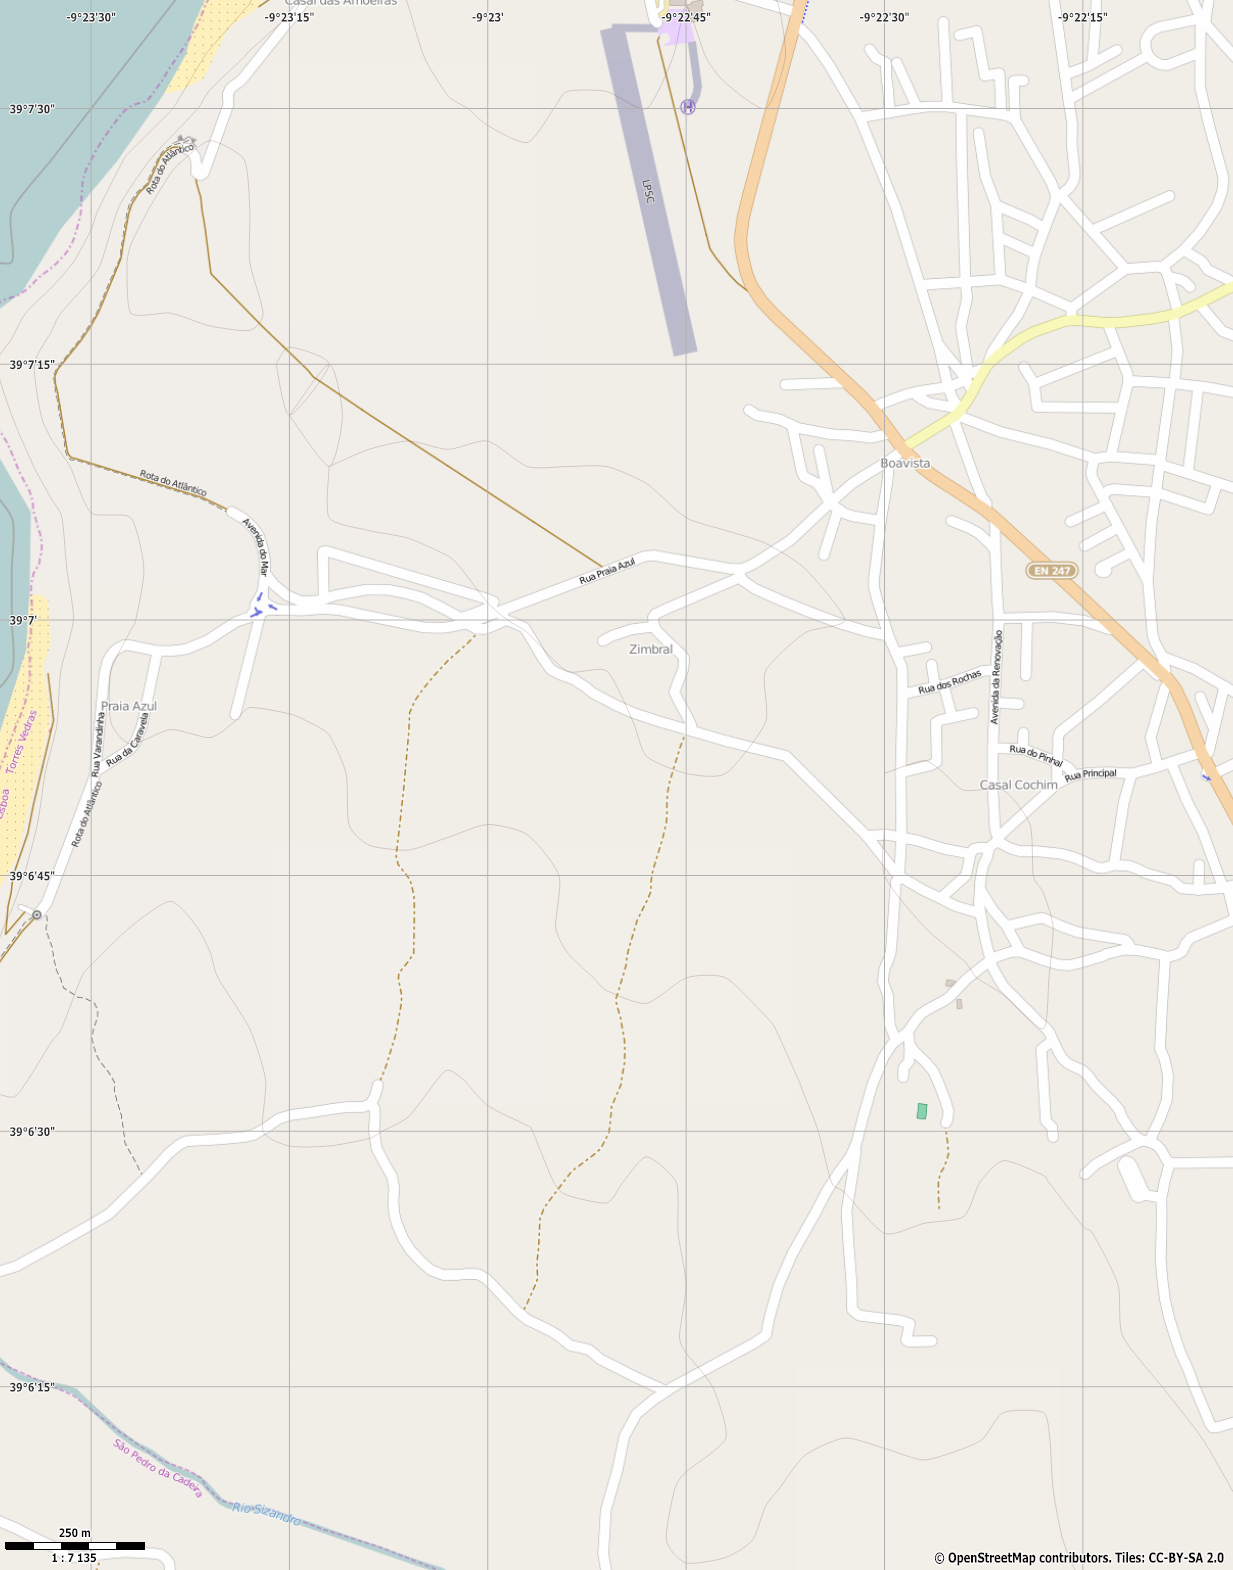 Casal das Amoeiras
-9°23'30"
-9°23'15"
-9°23'
-9°22'45"
-9°22'30"
-9°22'15"
39°7'30"
H
Rota do Atlântico
LPSC
39°7'15"
Boavista
Rota do Atlântico
Avenida do Mar
Rua Praia Azul
EN 247
39°7'
Zimbral
Avenida da Renovação
Rua dos Rochas
Praia Azul
Rua Varandinha
Rua da Caravela
Torres Vedras
Lisboa
Rua do Pinhal
Rua Principal
Casal Cochim
Rota do Atlântico
39°6'45"
39°6'30"
39°6'15"
São Pedro da Cadeira
Rio Sizandro
250 m
1 : 7 135
© OpenStreetMap contributors. Tiles: CC-BY-SA 2.0